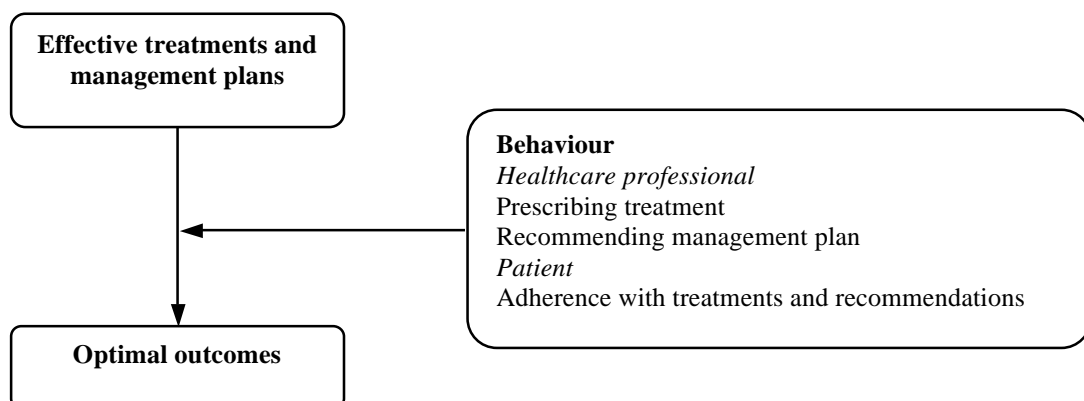 Effective treatments and
management plans
Behaviour
Healthcare professional
Prescribing treatment
Recommending management plan
Patient
Adherence with treatments and recommendations
Optimal outcomes